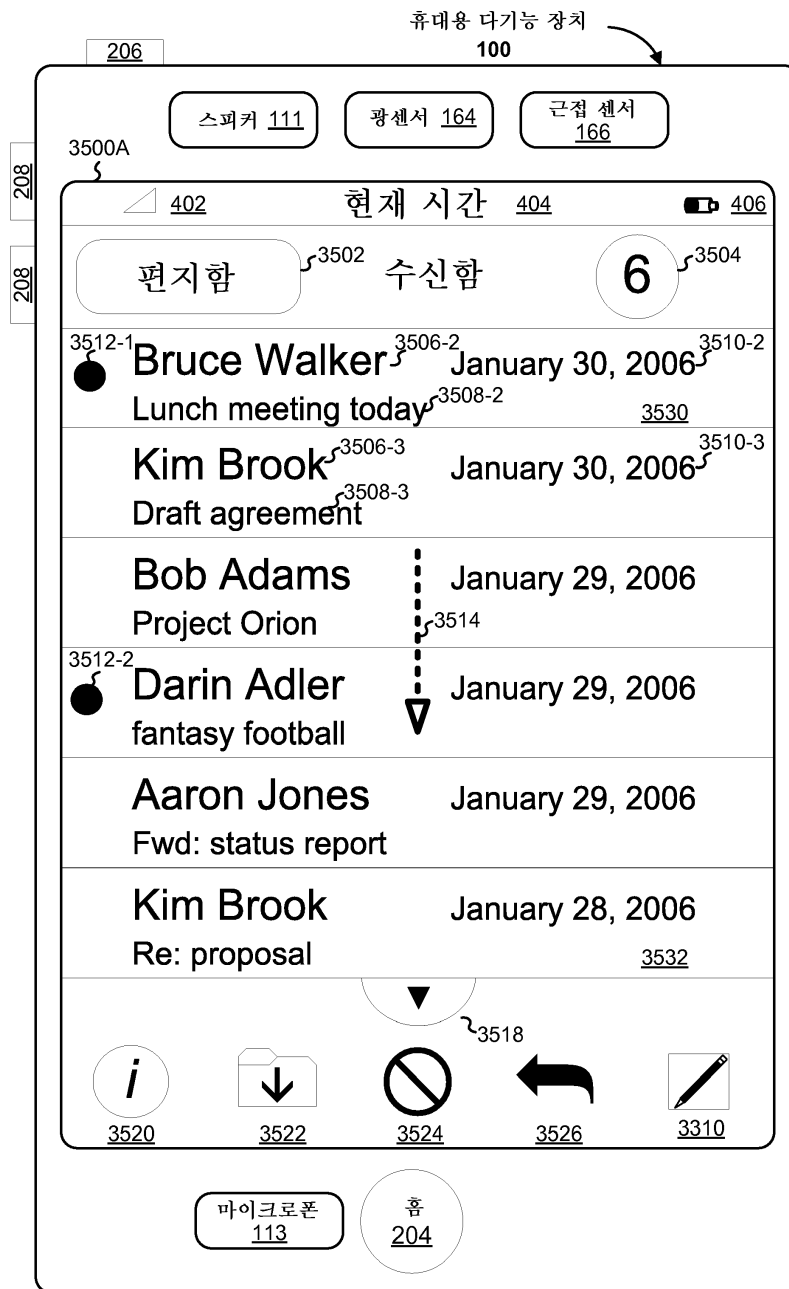 휴대용 다기능 장치
100
206
스피커 111
광센서 164
근접 센서
166
3500A
208
208
402
현재 시간 404
406
편지함 3502
수신함
6 3504
3512-1
Bruce Walker 3506-2
January 30, 2006 3510-2
Lunch meeting today 3508-2
3530
Kim Brook 3506-3
January 30, 2006 3510-3
Draft agreement 3508-3
Bob Adams
January 29, 2006
Project Orion
3514
3512-2
Darin Adler
January 29, 2006
fantasy football
Aaron Jones
January 29, 2006
Fwd: status report
Kim Brook
January 28, 2006
Re: proposal
3532
3518
i
3520
3522
3524
3526
3310
마이크로폰
113
홈
204